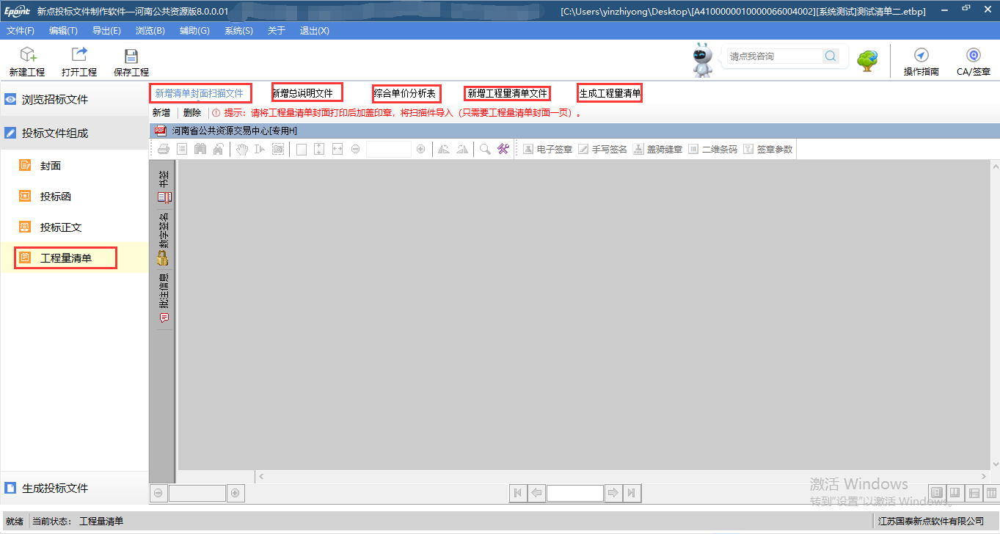 Epoint 新点投标文件制作软件—河南公共资源版8.0.0.01 [C:\Users\yinzhiyong\Desktop\[A4100000010000066004002][系统测试]测试清单二.etbp]
文件(F) 编辑(T) 导出(E) 浏览(B) 辅助(G) 系统(S) 关于 退出(X)
请点我咨询
新建工程 打开工程 保存工程 操作指南 CA/签章
浏览招标文件
投标文件组成
封面
投标函
投标正文
工程量清单
生成投标文件
新增清单封面扫描文件 新增总说明文件 综合单价分析表 新增工程量清单文件 生成工程量清单
新增 删除 提示：请将工程量清单封面打印后加盖印章，将扫描件导入（只需要工程量清单封面一页）。
PDF 河南省公共资源交易中心[专用H]
电子签章 手写签名 盖骑缝章 二维条码 签章参数
书签
数字签名
批注信息
激活 Windows
转到"设置"以激活 Windows。
就绪 当前状态： 工程量清单 江苏国泰新点软件有限公司